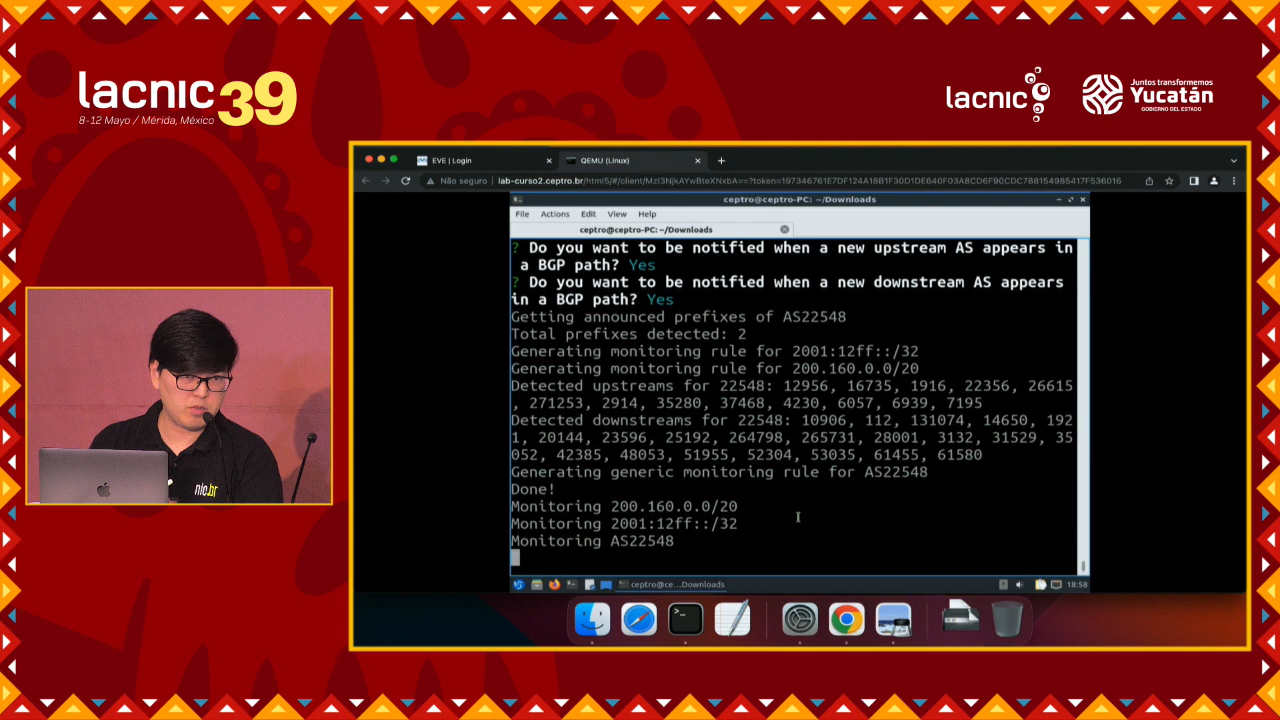 lacnic 39
8-12 Mayo / Mérida, México
lacnic
Juntos transformemos
Yucatán
GOBIERNO DEL ESTADO
EVE | Login
QEMU (Linux)
Não seguro
ceptro@ceptro-PC: ~/Downloads
File Actions Edit View Help
ceptro@ceptro-PC: ~/Downloads
? Do you want to be notified when a new upstream AS appears in
a BGP path? Yes
? Do you want to be notified when a new downstream AS appears
in a BGP path? Yes
Getting announced prefixes of AS22548
Total prefixes detected: 2
Generating monitoring rule for 2001:12ff::/32
Generating monitoring rule for 200.160.0.0/20
Detected upstreams for 22548: 12956, 16735, 1916, 22356, 26615
, 271253, 2914, 35280, 37468, 4230, 6057, 6939, 7195
Detected downstreams for 22548: 10906, 112, 131074, 14650, 192
1, 20144, 23596, 25192, 264798, 265731, 28001, 3132, 31529, 35
052, 42385, 48053, 51955, 52304, 53035, 61455, 61580
Generating generic monitoring rule for AS22548
Done!
Monitoring 200.160.0.0/20
Monitoring 2001:12ff::/32
Monitoring AS22548
ceptro@ce...Downloads
18:58
nic.br